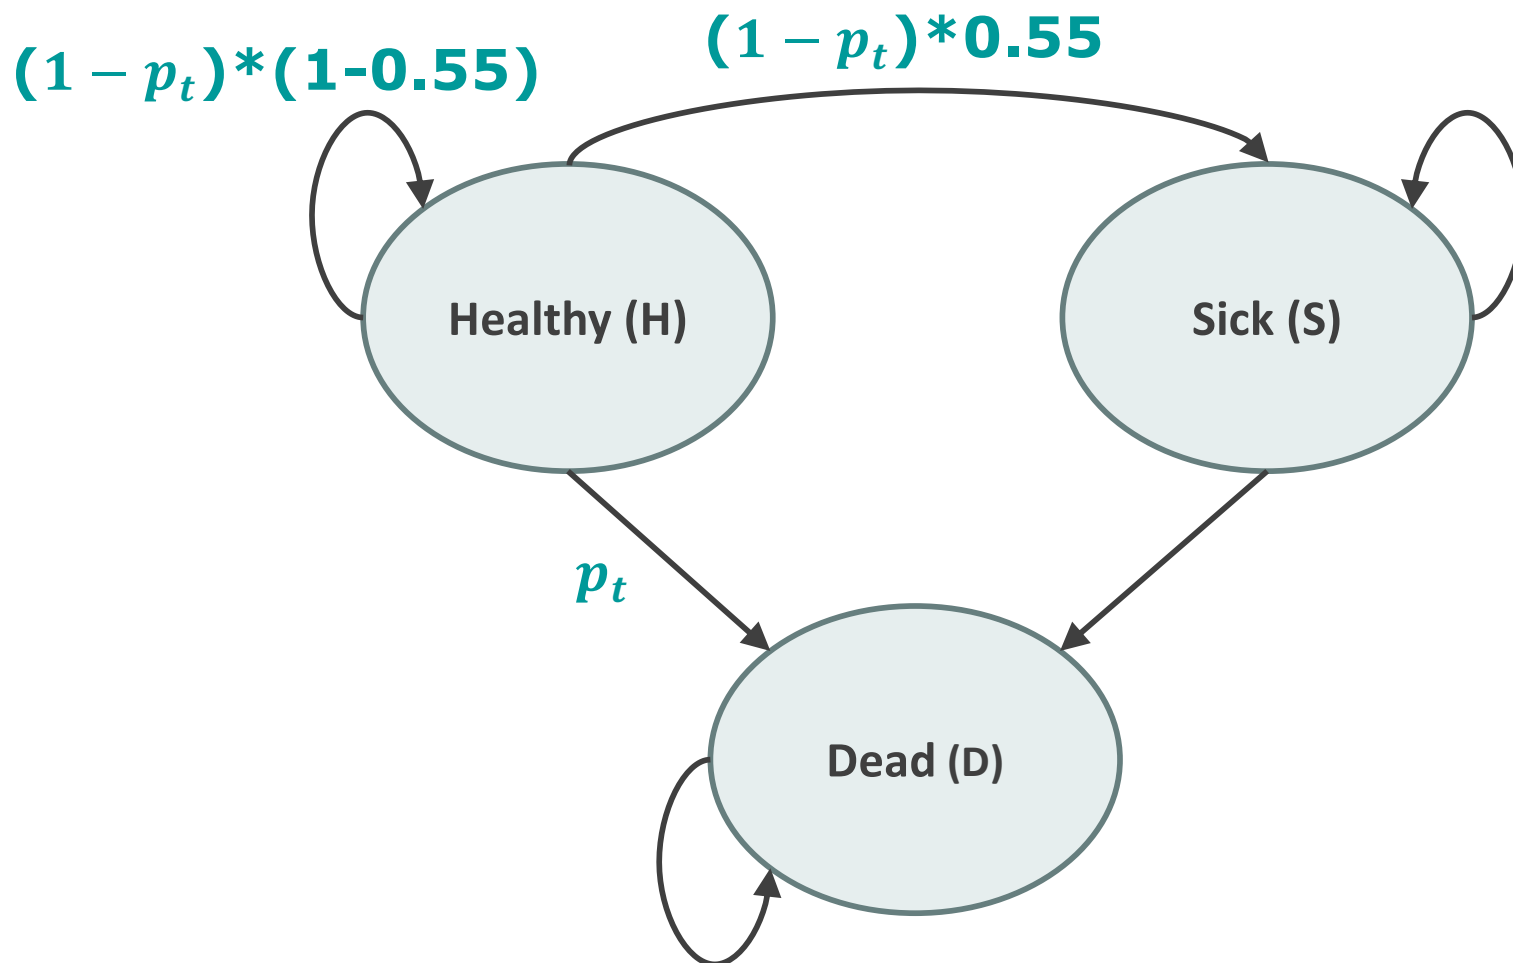 (1 − p_t)*(1-0.55)
(1 − p_t)*0.55
Healthy (H)
Sick (S)
p_t
Dead (D)